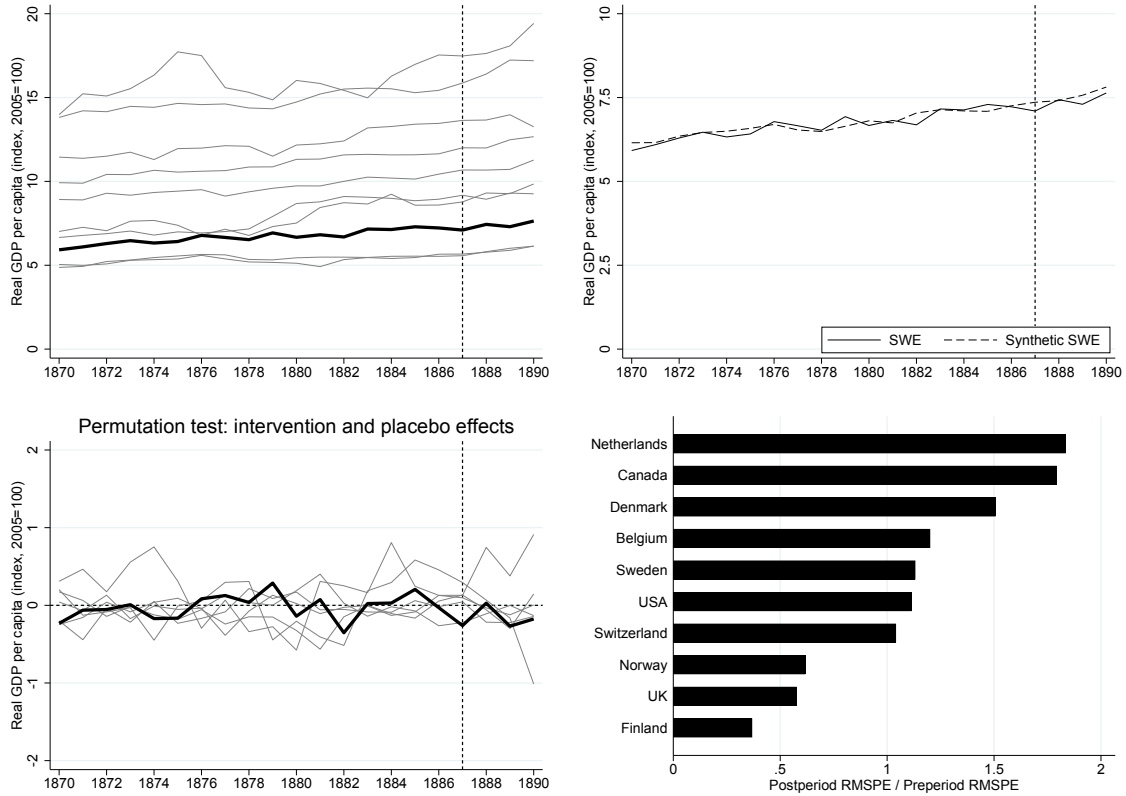 Real GDP per capita (index, 2005=100)
20
15
10
5
0
1870 1872 1874 1876 1878 1880 1882 1884 1886 1888 1890
Real GDP per capita (index, 2005=100)
10
7.5
5
2.5
0
SWE Synthetic SWE
1870 1872 1874 1876 1878 1880 1882 1884 1886 1888 1890
Permutation test: intervention and placebo effects
Real GDP per capita (index, 2005=100)
2
1
0
-1
-2
1870 1872 1874 1876 1878 1880 1882 1884 1886 1888 1890
Netherlands
Canada
Denmark
Belgium
Sweden
USA
Switzerland
Norway
UK
Finland
0 .5 1 1.5 2
Postperiod RMSPE / Preperiod RMSPE